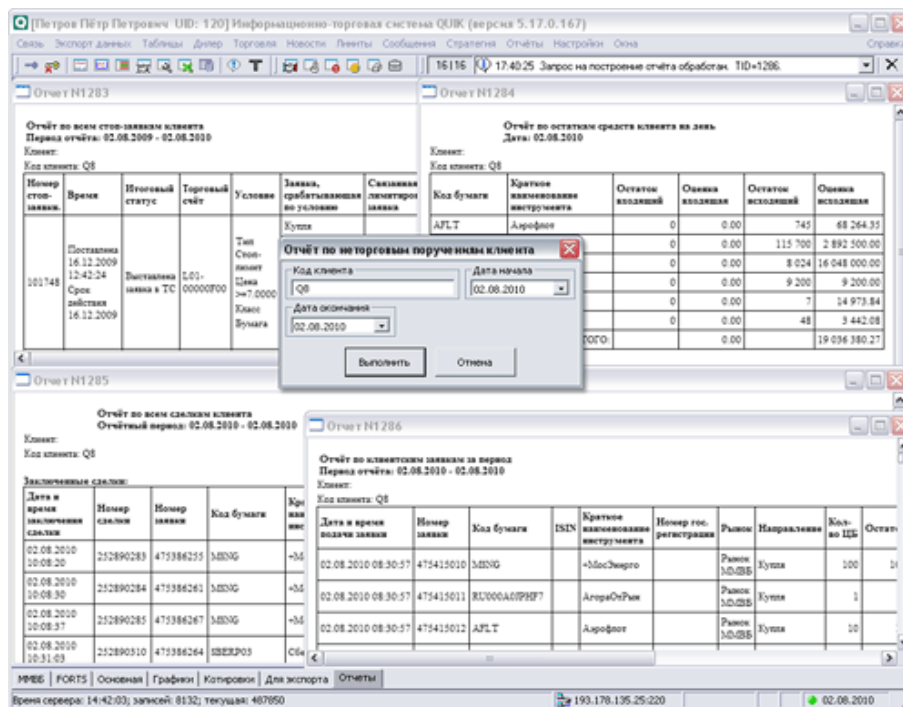 [Петров Пётр Петрович UID: 120] Информационно-торговая система QUIK (версия 5.17.0.167)
Связь Экспорт данных Таблицы Дилер Торговля Новости Лимиты Сообщения Стратегия Отчёты Настройки Окна Справка
16|16 17:40:25 Запрос на построение отчёта обработан. TID=1286.
Отчет N1283
Отчёт по всем стоп-заявкам клиента
Период отчёта: 02.08.2009 - 02.08.2010
Клиент:
Код клиента: Q8
Номер стоп-заявки. Время Итоговый статус Торговый счёт Условие Заявка, срабатывающая по условию Связанная
Купля
101748 Поставлена 16.12.2009 12:42:24 Срок действия 16.12.2009 Выставлена заявка в ТС L01-00000F00 Тип Стоп-лимит Цена >=7.0000 Класс Бумага
Отчет N1284
Отчёт по остаткам средств клиента на день
Дата: 02.08.2010
Клиент:
Код клиента: Q8
Код бумаги Краткое наименование инструмента Остаток входящий Оценка входящая Остаток исходящий Оценка исходящая
AFLT Аэрофлот 0 0.00 745 68 264.35
0 0.00 115 700 2 892 500.00
0 0.00 8 024 16 048 000.00
0 0.00 9 200 9 200.00
0 0.00 7 14 973.84
0 0.00 48 3 442.08
0.00 19 036 380.27
Отчёт по неторговым поручениям клиента
Код клиента Дата начала
Q8 02.08.2010
Дата окончания
02.08.2010
Выполнить Отмена
Отчет N1285
Отчёт по всем сделкам клиента
Отчётный период: 02.08.2010 - 02.08.2010
Клиент:
Код клиента: Q8
Заключенные сделки:
Дата и время заключения сделки Номер сделки Номер заявки Код бумаги
02.08.2010 10:08:20 252890283 475386255 MSNG
02.08.2010 10:08:30 252890284 475386261 MSNG
02.08.2010 10:08:37 252890285 475386267 MSNG
02.08.2010 10:31:03 252890310 475386264 SBERP03
Отчет N1286
Отчёт по клиентским заявкам за период
Период отчёта: 02.08.2010 - 02.08.2010
Клиент:
Код клиента: Q8
Дата и время подачи заявки Номер заявки Код бумаги ISIN Краткое наименование инструмента Номер гос. регистрации Рынок Направление Кол-во ЦБ
02.08.2010 08:30:57 475415010 MSNG +МосЭнерго Рынок ММВБ Купля 100
02.08.2010 08:30:57 475415011 RU000A0JPHF7 АгораОпРын Рынок ММВБ Купля 1
02.08.2010 08:30:57 475415012 AFLT Аэрофлот Рынок ММВБ Купля 10
ММВБ FORTS Основная Графики Котировки Для экспорта Отчеты
Время сервера: 14:42:03; записей: 8132; текущая: 487850 193.178.135.25:220 02.08.2010